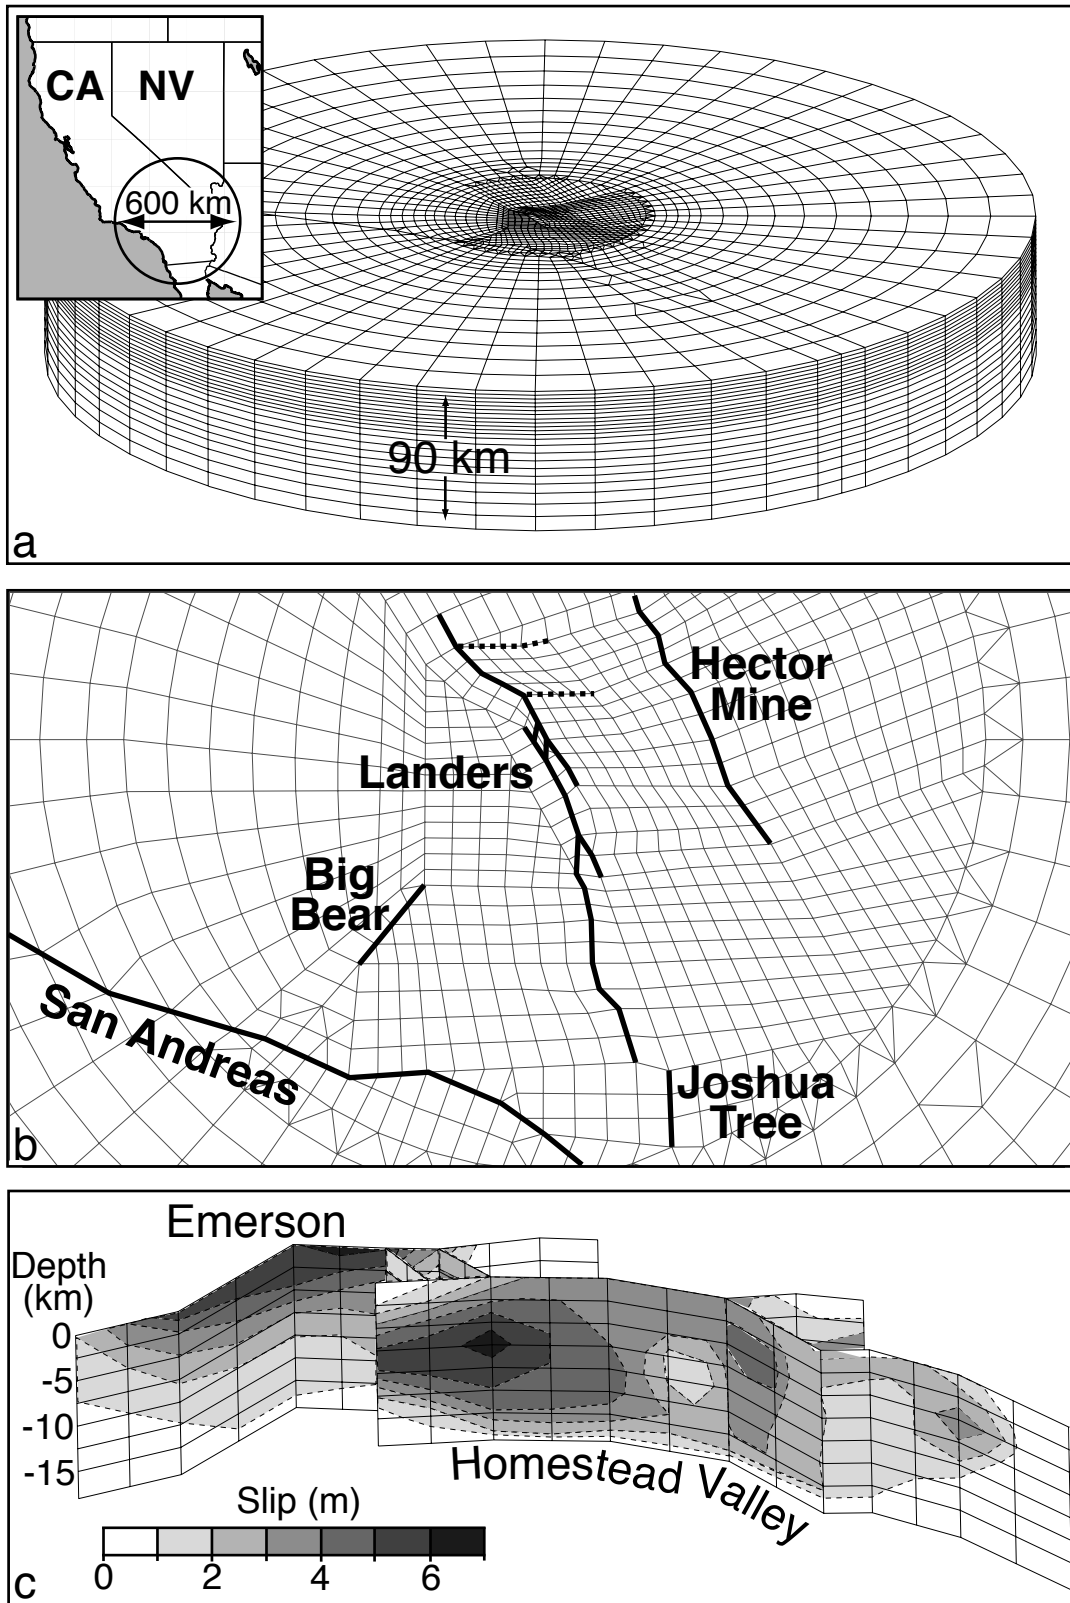 CA NV
600 km
90 km
a
Hector
Mine
Landers
Big
Bear
San Andreas
Joshua
Tree
b
Emerson
Depth
(km)
0
-5
-10
-15
Homestead Valley
Slip (m)
0 2 4 6
c